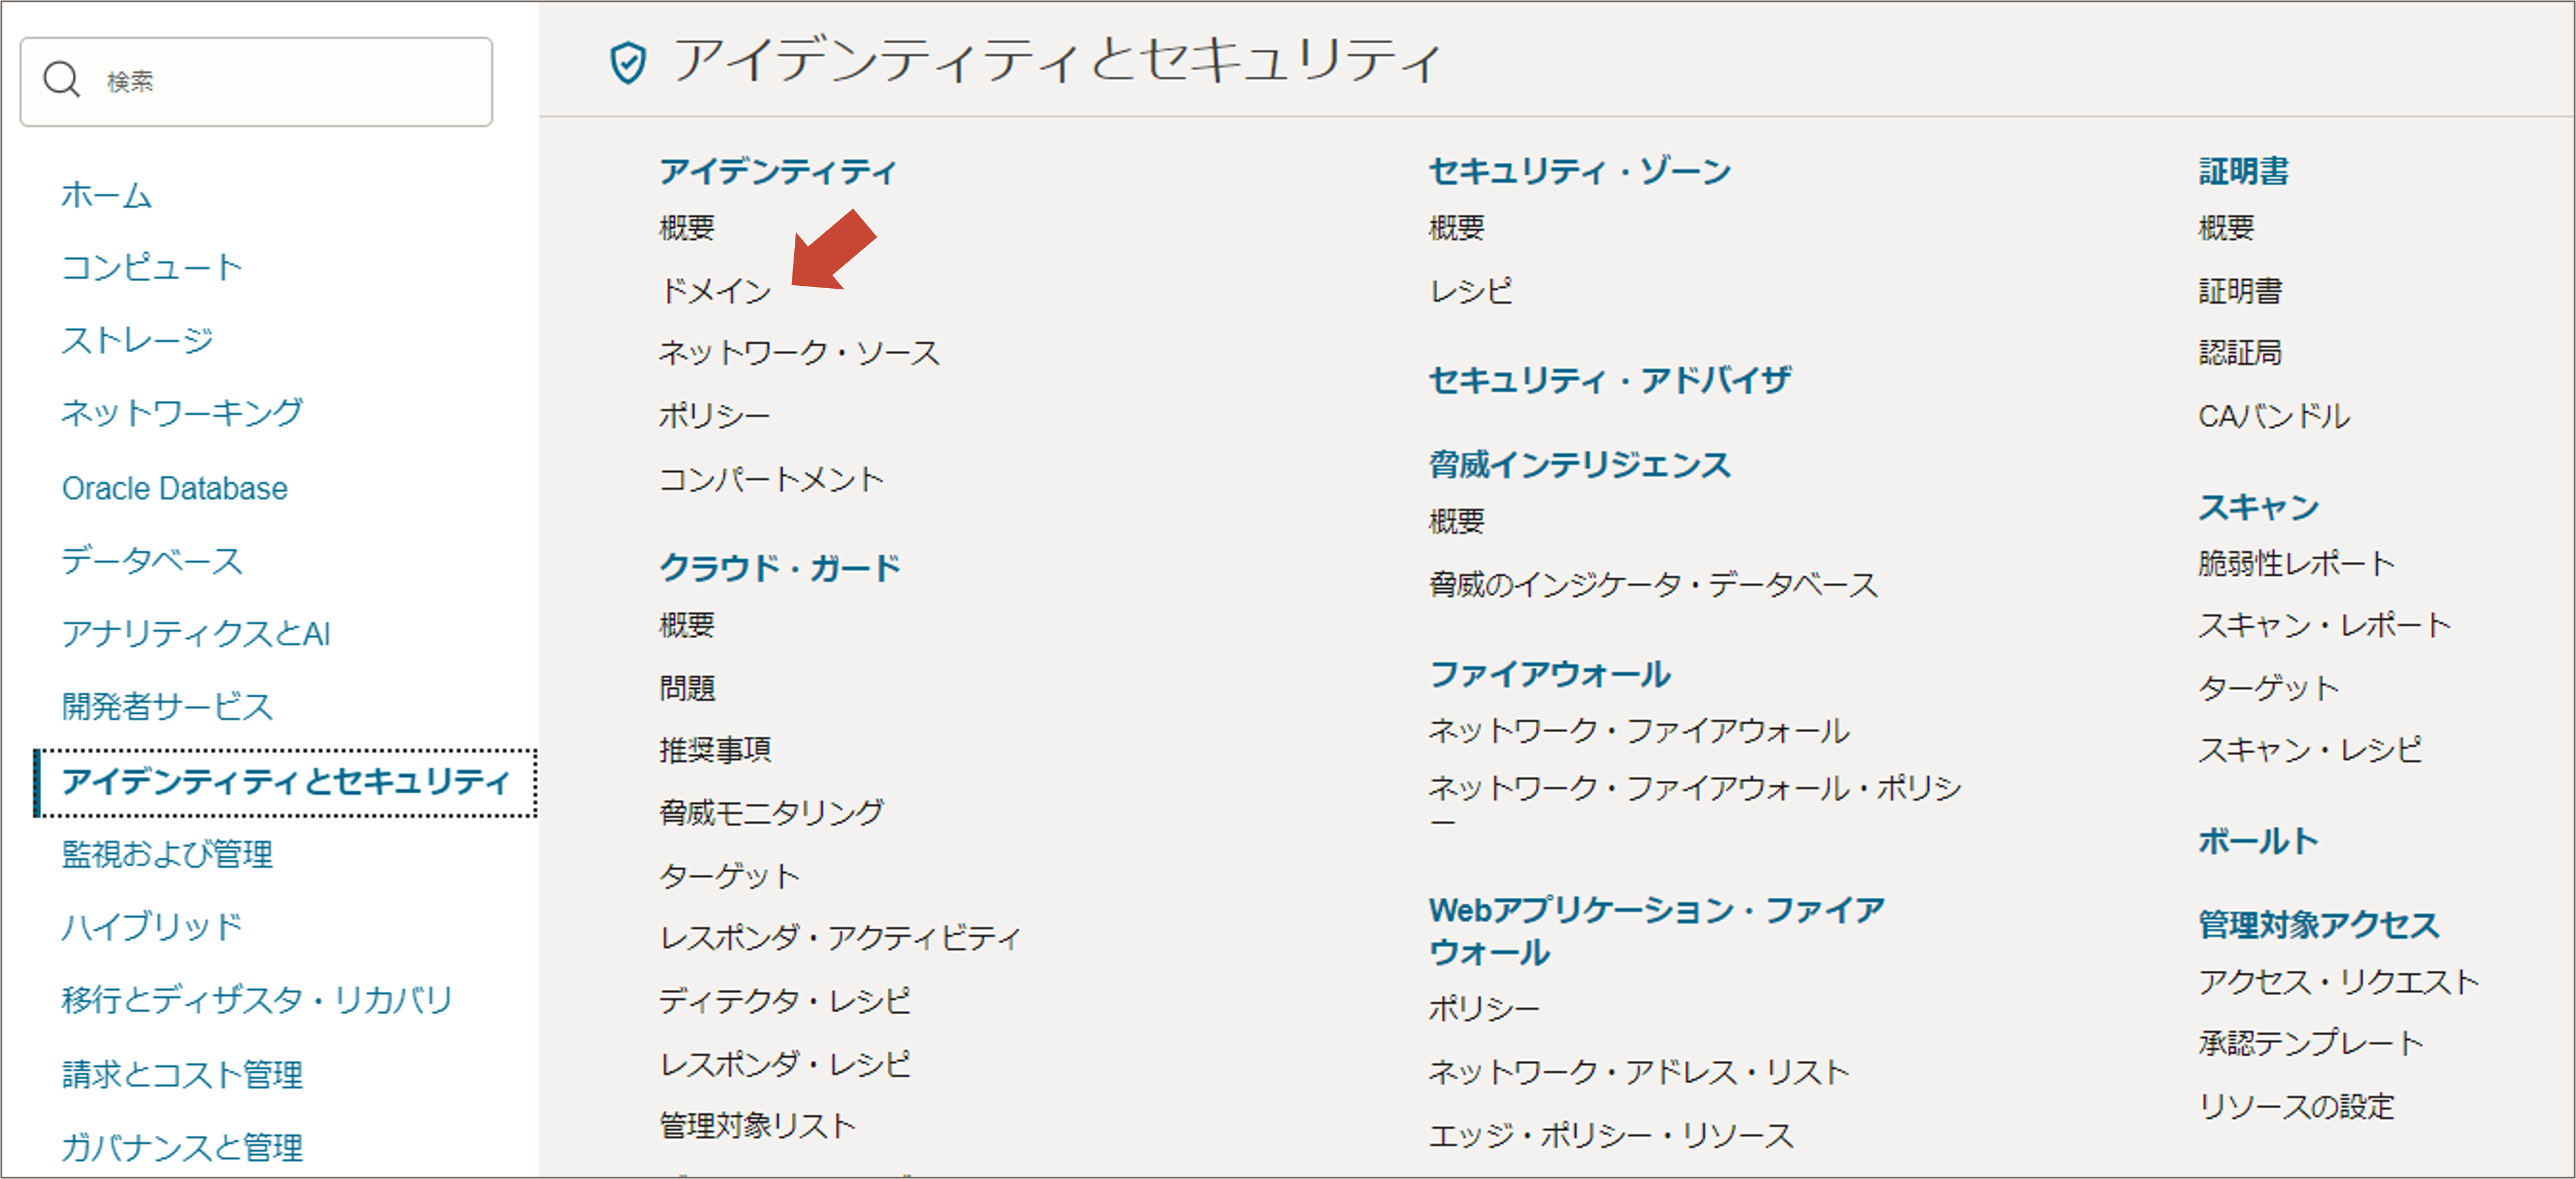 検索
ホーム
コンピュート
ストレージ
ネットワーキング
Oracle Database
データベース
アナリティクスとAI
開発者サービス
アイデンティティとセキュリティ
監視および管理
ハイブリッド
移行とディザスタ・リカバリ
請求とコスト管理
ガバナンスと管理
アイデンティティとセキュリティ
アイデンティティ
概要
ドメイン
ネットワーク・ソース
ポリシー
コンパートメント
クラウド・ガード
概要
問題
推奨事項
脅威モニタリング
ターゲット
レスポンダ・アクティビティ
ディテクタ・レシピ
レスポンダ・レシピ
管理対象リスト
セキュリティ・ゾーン
概要
レシピ
セキュリティ・アドバイザ
脅威インテリジェンス
概要
脅威のインジケータ・データベース
ファイアウォール
ネットワーク・ファイアウォール
ネットワーク・ファイアウォール・ポリシ
ー
Webアプリケーション・ファイア
ウォール
ポリシー
ネットワーク・アドレス・リスト
エッジ・ポリシー・リソース
証明書
概要
証明書
認証局
CAバンドル
スキャン
脆弱性レポート
スキャン・レポート
ターゲット
スキャン・レシピ
ボールト
管理対象アクセス
アクセス・リクエスト
承認テンプレート
リソースの設定